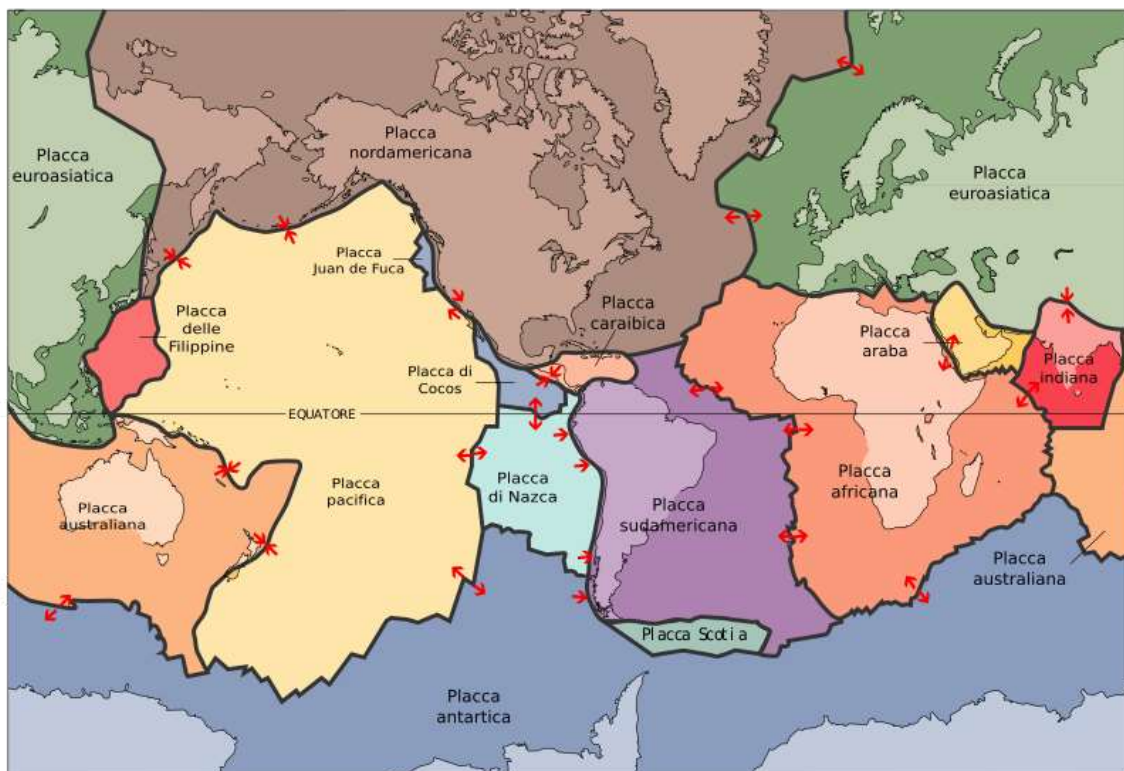 Placca
nordamericana
Placca
euroasiatica
Placca
euroasiatica
Placca
Juan de Fuca
Placca
caraibica
Placca
delle
Filippine
Placca
araba
Placca
indiana
Placca di
Cocos
EQUATORE
Placca
pacifica
Placca
di Nazca
Placca
sudamericana
Placca
africana
Placca
australiana
Placca
australiana
Placca Scotia
Placca
antartica